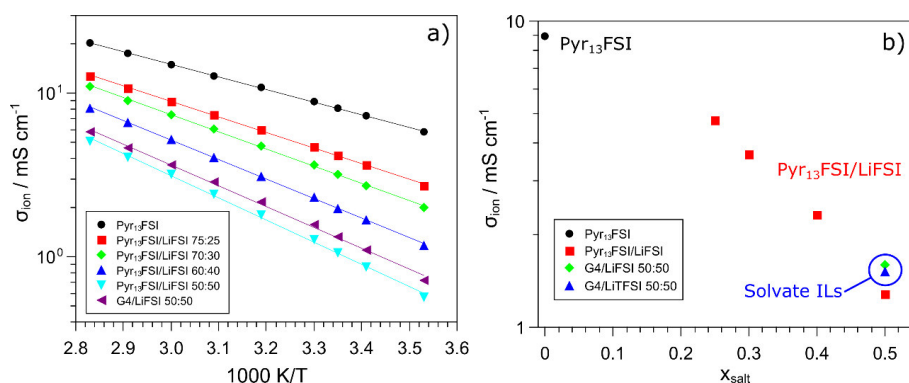 a)
10¹
10⁰
σion / mS cm⁻¹
Pyr₁₃FSI
Pyr₁₃FSI/LiFSI 75:25
Pyr₁₃FSI/LiFSI 70:30
Pyr₁₃FSI/LiFSI 60:40
Pyr₁₃FSI/LiFSI 50:50
G4/LiFSI 50:50
2.8 2.9 3.0 3.1 3.2 3.3 3.4 3.5 3.6
1000 K/T
b)
10
1
σion / mS cm⁻¹
Pyr₁₃FSI
Pyr₁₃FSI/LiFSI
Pyr₁₃FSI
Pyr₁₃FSI/LiFSI
G4/LiFSI 50:50
G4/LiTFSI 50:50
Solvate ILs
0 0.1 0.2 0.3 0.4 0.5
xsalt